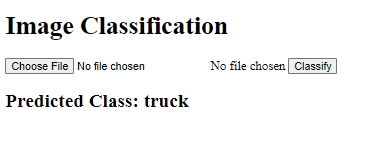 Image Classification
Choose File No file chosen No file chosen Classify
Predicted Class: truck